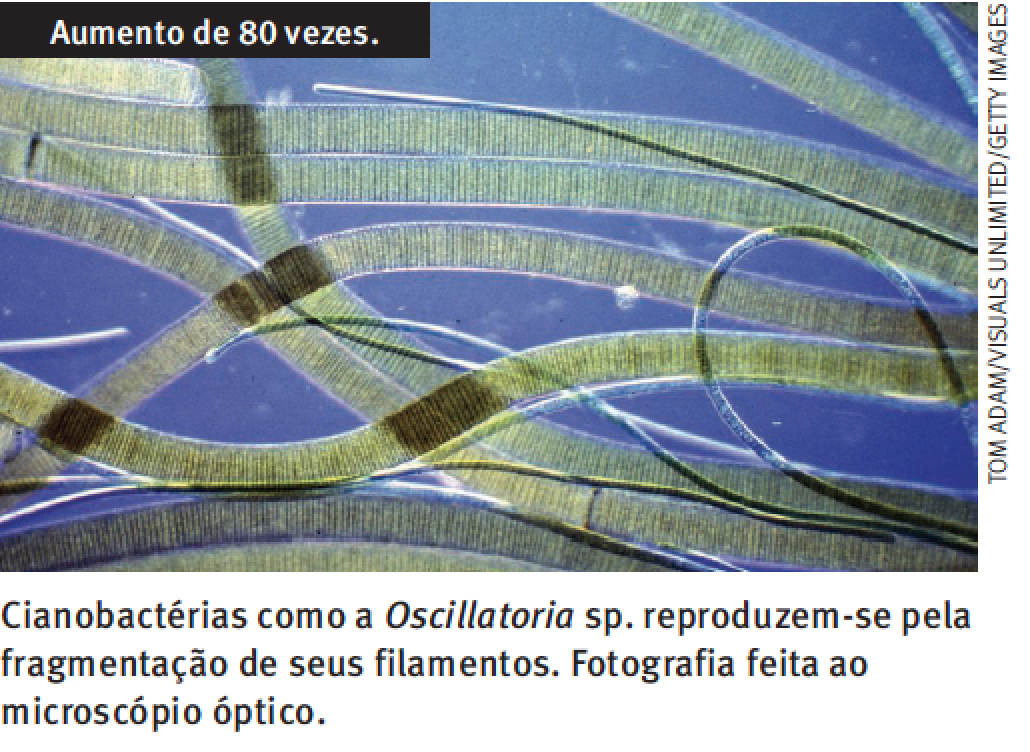 Aumento de 80 vezes.
TOM ADAM/VISUALS UNLIMITED/GETTY IMAGES
Cianobactérias como a Oscillatoria sp. reproduzem-se pela
fragmentação de seus filamentos. Fotografia feita ao
microscópio óptico.